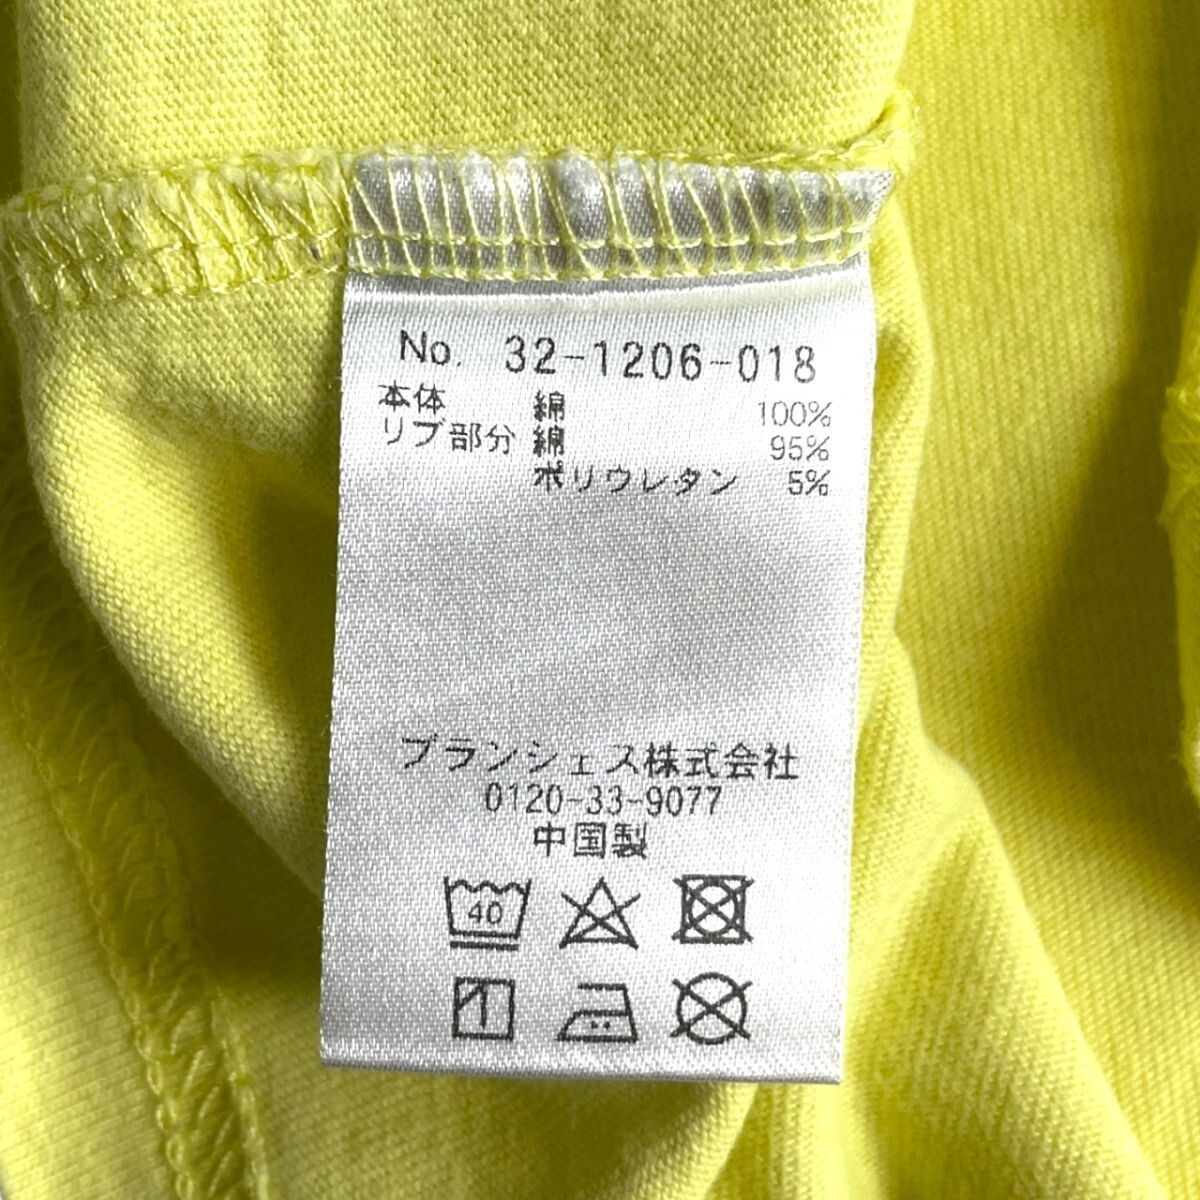 No. 32-1206-018
本体 綿 100%
リブ部分 綿 95%
ポリウレタン 5%
ブランシェス株式会社
0120-33-9077
中国製
40